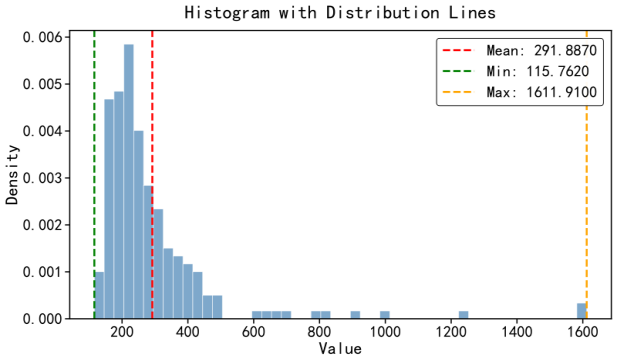 Histogram with Distribution Lines
Mean: 291.8870
Min: 115.7620
Max: 1611.9100
Density
0.006
0.005
0.004
0.003
0.002
0.001
0.000
200 400 600 800 1000 1200 1400 1600
Value